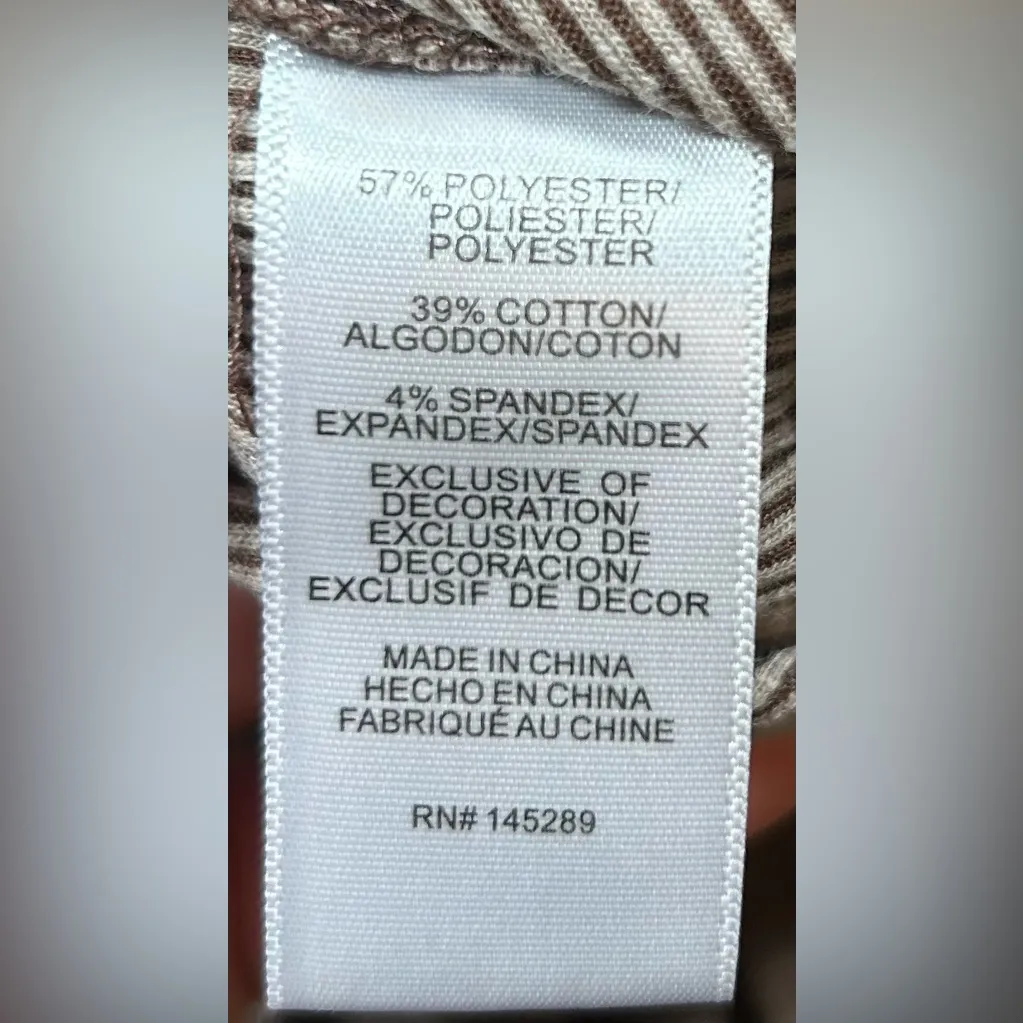 57% POLYESTER/
POLIESTER/
POLYESTER
39% COTTON/
ALGODON/COTON
4% SPANDEX/
EXPANDEX/SPANDEX
EXCLUSIVE OF
DECORATION/
EXCLUSIVO DE
DECORACION/
EXCLUSIF DE DECOR
MADE IN CHINA
HECHO EN CHINA
FABRIQUÉ AU CHINE
RN# 145289